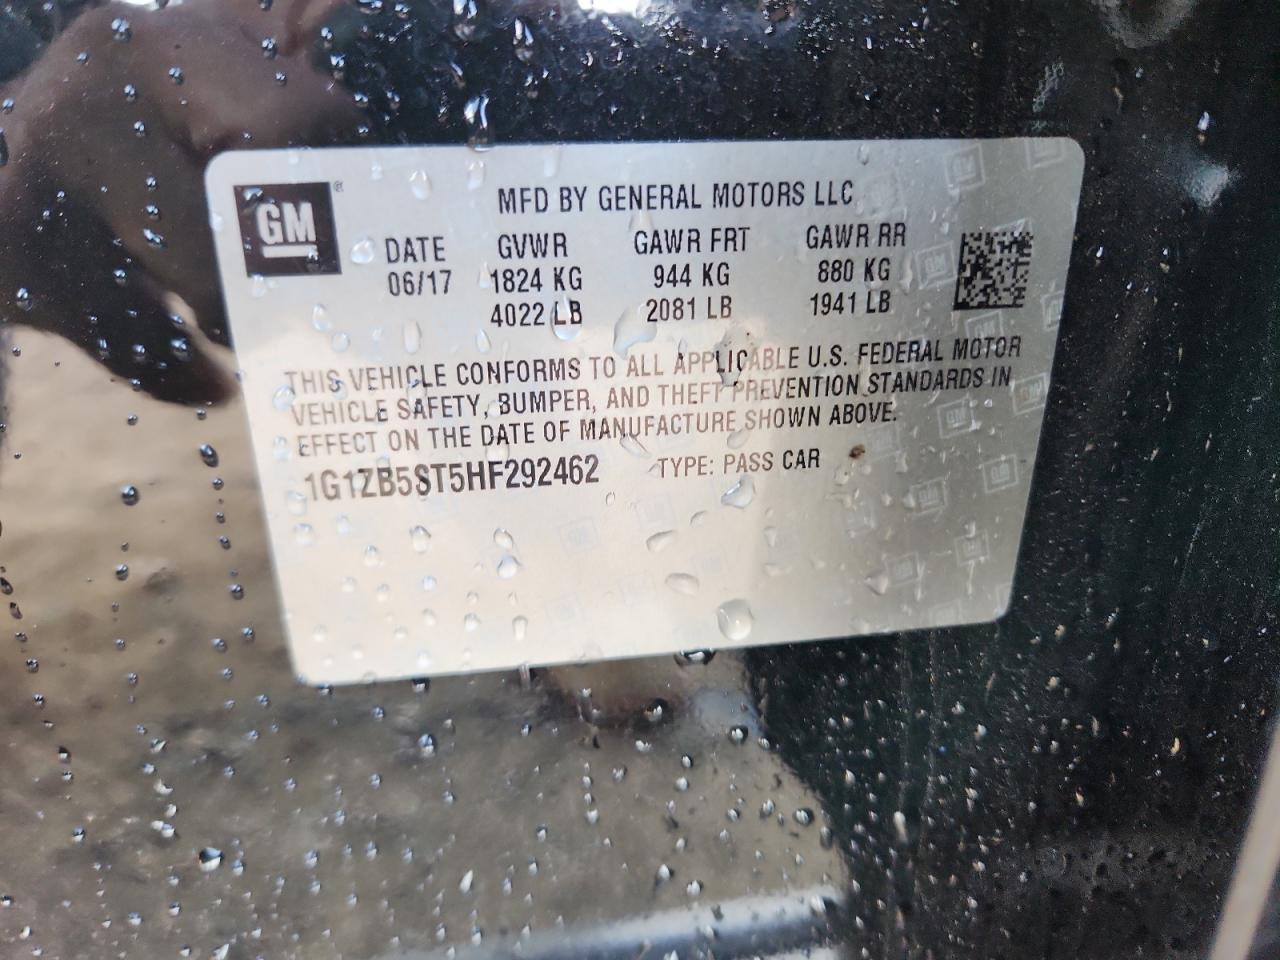 GM®
MFD BY GENERAL MOTORS LLC
DATE GVWR GAWR FRT GAWR RR
06/17 1824 KG 944 KG 880 KG
4022 LB 2081 LB 1941 LB
THIS VEHICLE CONFORMS TO ALL APPLICABLE U.S. FEDERAL MOTOR
VEHICLE SAFETY, BUMPER, AND THEFT PREVENTION STANDARDS IN
EFFECT ON THE DATE OF MANUFACTURE SHOWN ABOVE.
1G1ZB5ST5HF292462 TYPE: PASS CAR